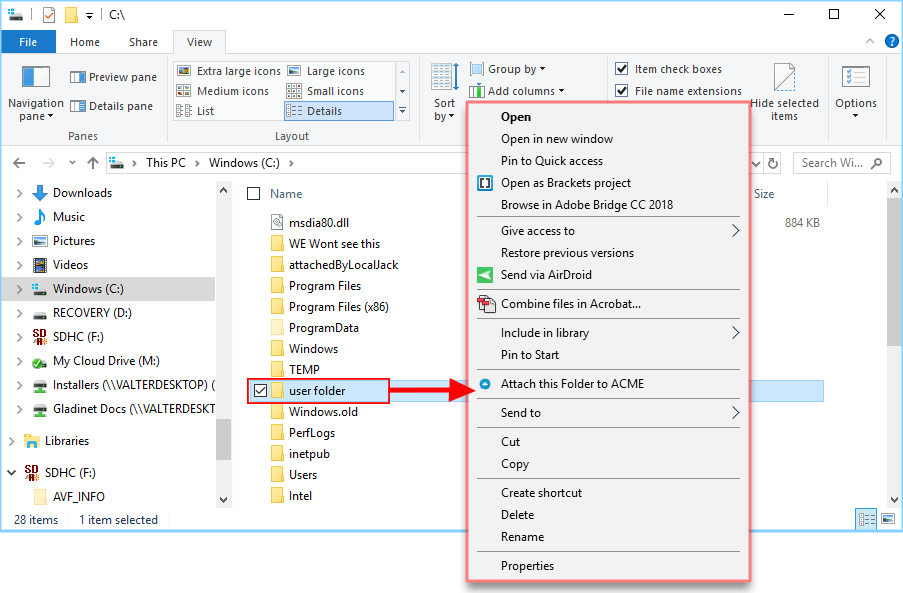 C:\
File Home Share View
Navigation pane
Preview pane
Details pane
Panes
Extra large icons Large icons
Medium icons Small icons
List Details
Layout
Sort by
Group by
Add columns
Item check boxes
File name extensions
Hide selected items
Options
This PC Windows (C:)
Search Wi...
Downloads
Music
Pictures
Videos
Windows (C:)
RECOVERY (D:)
SDHC (F:)
My Cloud Drive (M:)
Installers (\\VALTERDESKTOP) (
Gladinet Docs (\\VALTERDESKT
Libraries
SDHC (F:)
AVF_INFO
Name
Size
msdia80.dll
884 KB
WE Wont see this
attachedByLocalJack
Program Files
Program Files (x86)
ProgramData
Windows
TEMP
user folder
Windows.old
PerfLogs
inetpub
Users
Intel
Open
Open in new window
Pin to Quick access
Open as Brackets project
Browse in Adobe Bridge CC 2018
Give access to
Restore previous versions
Send via AirDroid
Combine files in Acrobat...
Include in library
Pin to Start
Attach this Folder to ACME
Send to
Cut
Copy
Create shortcut
Delete
Rename
Properties
28 items 1 item selected